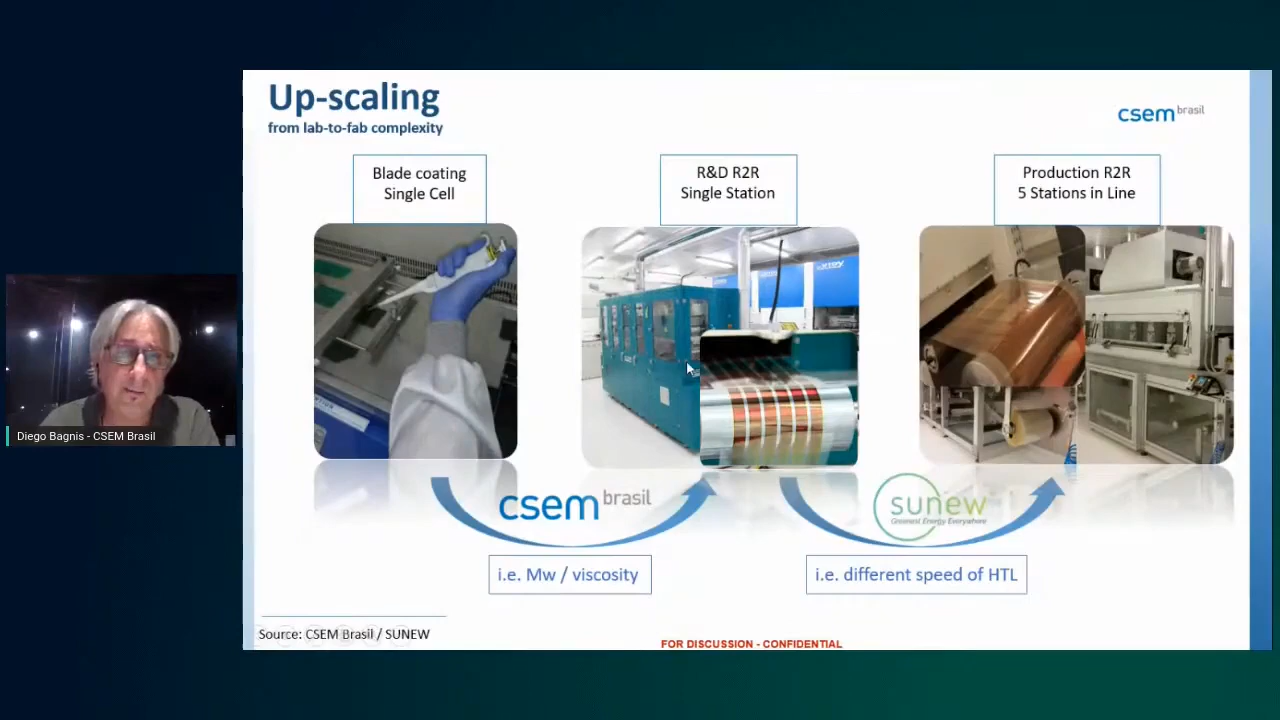 Up-scaling
from lab-to-fab complexity
csem brasil
Blade coating
Single Cell
R&D R2R
Single Station
Production R2R
5 Stations in Line
Diego Bagnis - CSEM Brasil
csem brasil
sunew
Greenest Energy Everywhere
i.e. Mw / viscosity
i.e. different speed of HTL
Source: CSEM Brasil / SUNEW
FOR DISCUSSION - CONFIDENTIAL